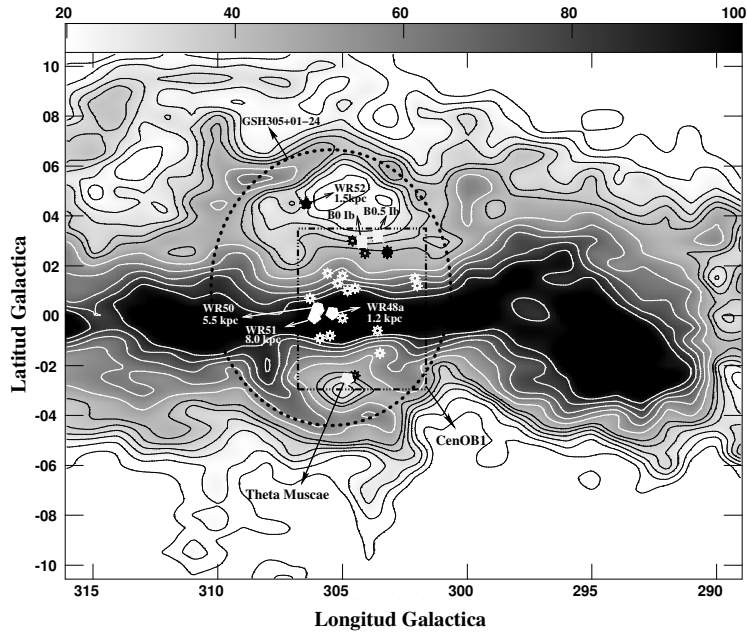 20 40 60 80 100
10
08
06
04
02
00
-02
-04
-06
-08
-10
GSH305+01-24
WR52
1.5kpc
B0 Ib
B0.5 Ib
WR50
5.5 kpc
WR48a
1.2 kpc
WR51
8.0 kpc
CenOB1
Theta Muscae
315 310 305 300 295 290
Longitud Galactica
Latitud Galactica